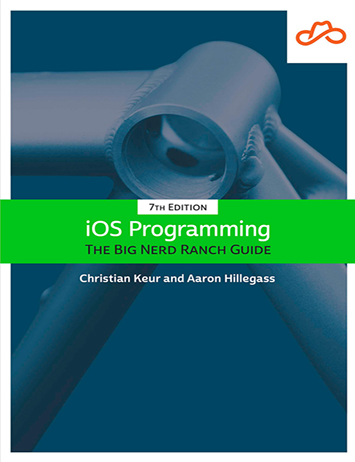 7TH EDITION
iOS Programming
THE BIG NERD RANCH GUIDE
Christian Keur and Aaron Hillegass